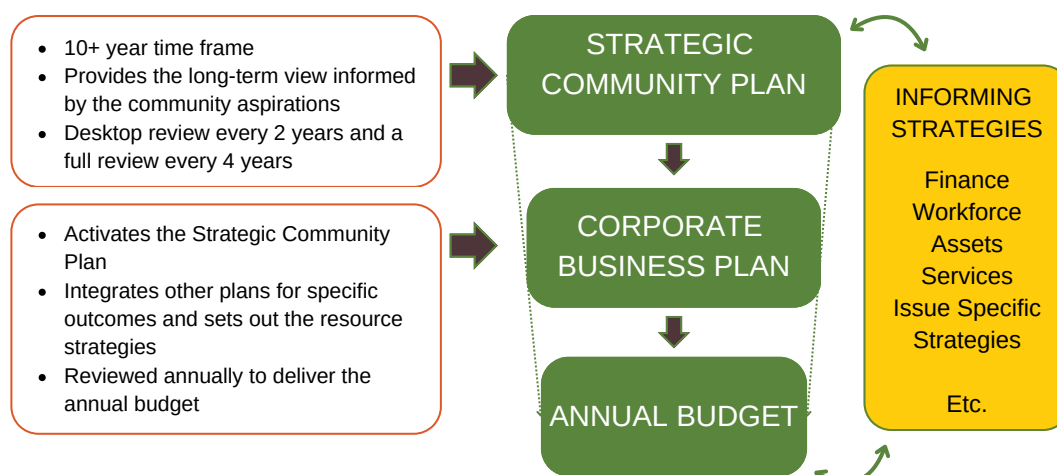 • 10+ year time frame
• Provides the long-term view informed
by the community aspirations
• Desktop review every 2 years and a
full review every 4 years
STRATEGIC
COMMUNITY PLAN
• Activates the Strategic Community
Plan
• Integrates other plans for specific
outcomes and sets out the resource
strategies
• Reviewed annually to deliver the
annual budget
CORPORATE
BUSINESS PLAN
ANNUAL BUDGET
INFORMING
STRATEGIES
Finance
Workforce
Assets
Services
Issue Specific
Strategies
Etc.